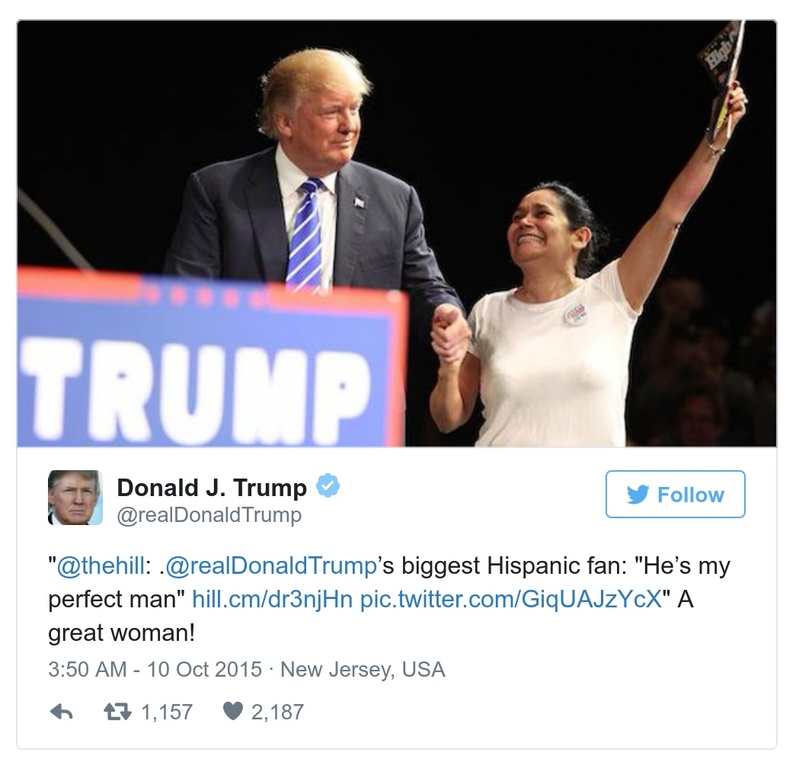 High
TRUMP
Donald J. Trump
@realDonaldTrump
Follow
"@thehill: .@realDonaldTrump’s biggest Hispanic fan: "He’s my
perfect man" hill.cm/dr3njHn pic.twitter.com/GiqUAJzYcX" A
great woman!
3:50 AM - 10 Oct 2015 · New Jersey, USA
1,157 2,187